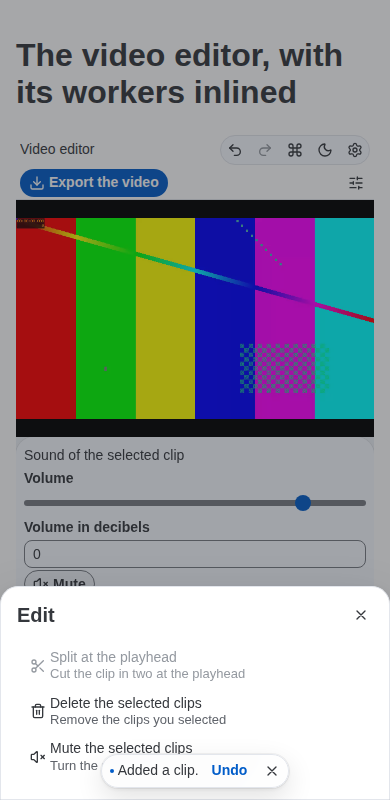 The video editor, with
its workers inlined
Video editor
Export the video
Sound of the selected clip
Volume
Volume in decibels
0
Mute
Edit
Split at the playhead
Cut the clip in two at the playhead
Delete the selected clips
Remove the clips you selected
Mute the selected clips
Turn the
Added a clip. Undo